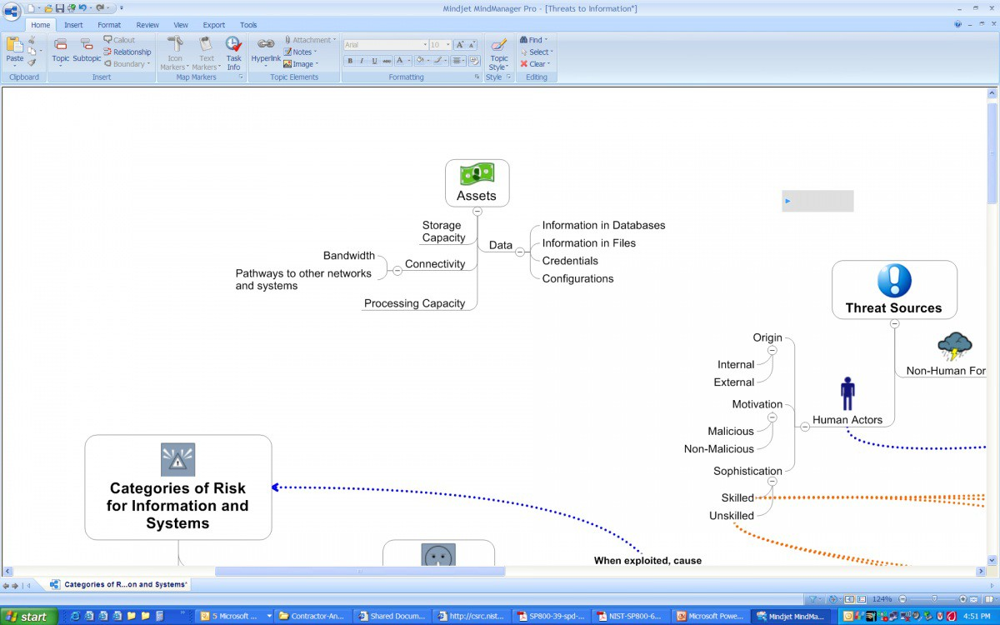 Mindjet MindManager Pro - [Threats to Information*]
Home Insert Format Review View Export Tools
Callout
Relationship
Boundary
Attachment
Notes
Image
Arial 10
Find
Select
Clear
Paste Topic Subtopic Icon Markers Text Markers Task Info Hyperlink B I U abc A Topic Style
Clipboard Insert Map Markers Topic Elements Formatting Style Editing
Assets
Storage
Capacity
Bandwidth
Connectivity
Pathways to other networks
and systems
Processing Capacity
Data
Information in Databases
Information in Files
Credentials
Configurations
Threat Sources
Non-Human For
Human Actors
Origin
Internal
External
Motivation
Malicious
Non-Malicious
Sophistication
Skilled
Unskilled
Categories of Risk
for Information and
Systems
When exploited, cause
Categories of R...on and Systems*
124%
start 5 Microsoft ... Contractor-An... Shared Docum... http://csrc.nist... SP800-39-spd-... NIST-SP800-6... Microsoft Powe... Mindjet MindMa... 4:51 PM